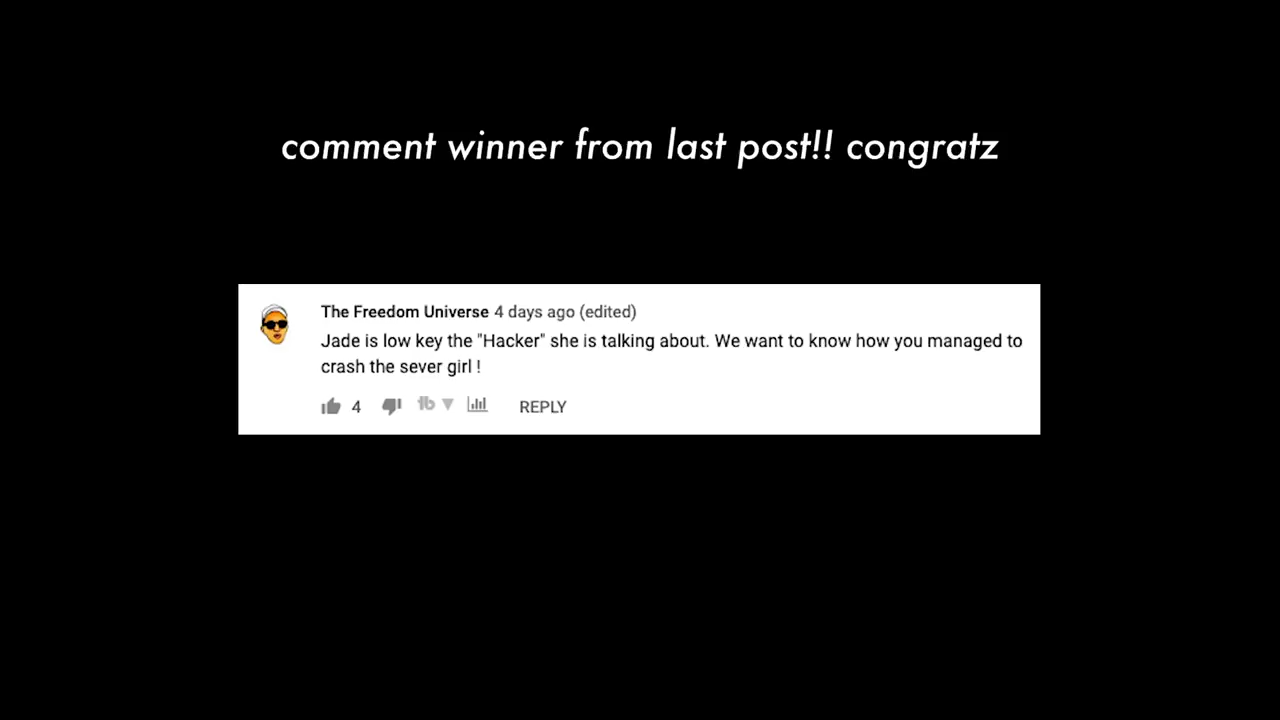 comment winner from last post!! congratz
The Freedom Universe 4 days ago (edited)
Jade is low key the "Hacker" she is talking about. We want to know how you managed to
crash the sever girl !
4 REPLY